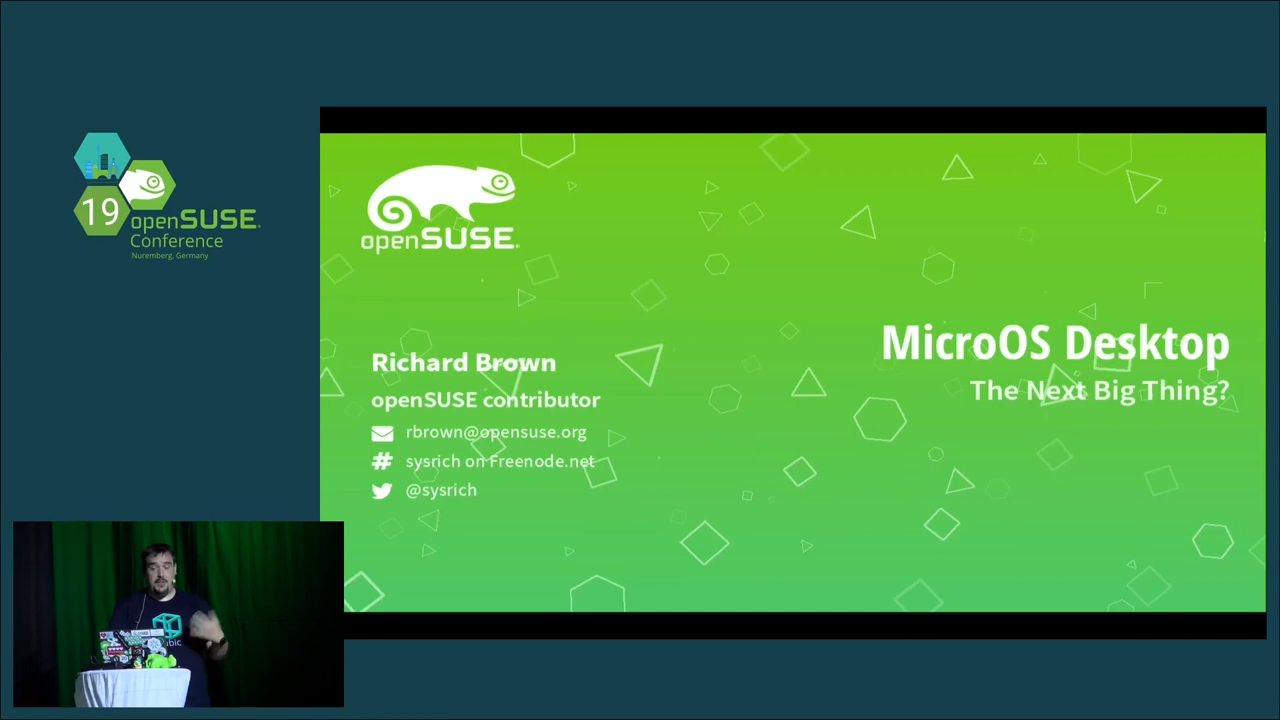 19
openSUSE
Conference
Nuremberg, Germany
openSUSE
MicroOS Desktop
The Next Big Thing?
Richard Brown
openSUSE contributor
rbrown@opensuse.org
# sysrich on Freenode.net
@sysrich